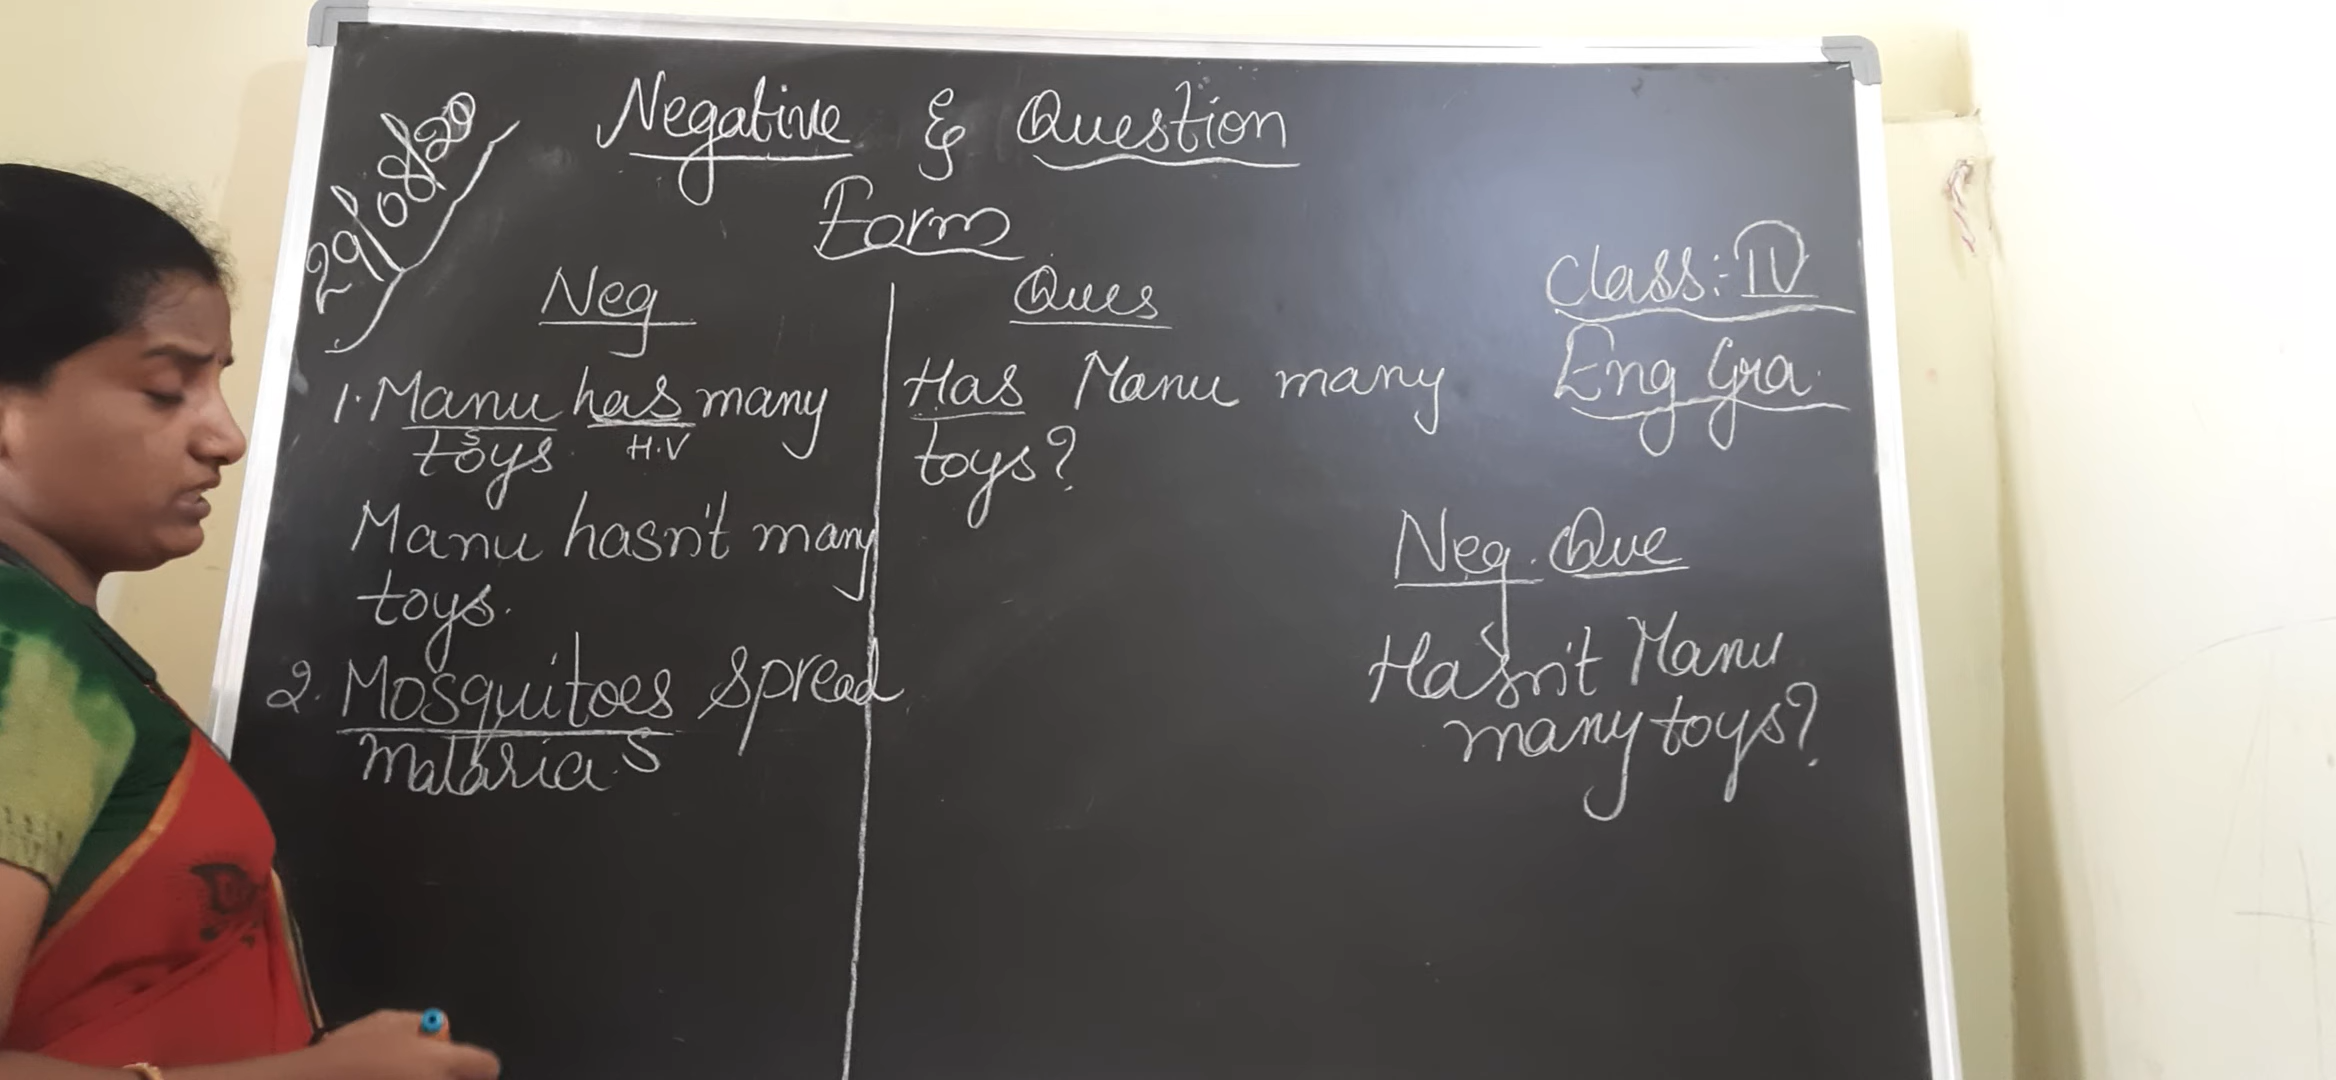 29/08/20
Negative & Question
Form
Class:- IV
Eng Gra.
Neg
1. Manu has many
S
H.V
toys.
Manu hasn't many
toys.
2. Mosquitoes spread
S
malaria.
Ques
Has Manu many
toys?
Neg. Que
Hasn't Manu
many toys?